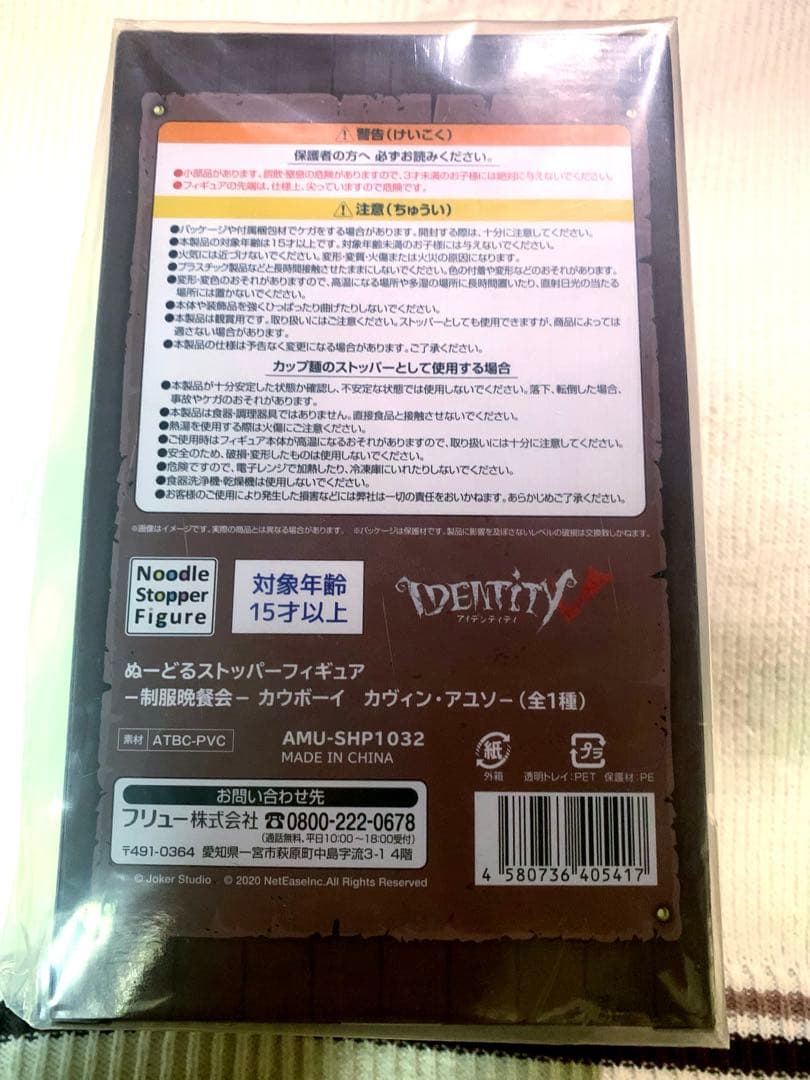 ⚠警告(けいこく)
保護者の方へ 必ずお読みください。
●小部品があります。誤飲・窒息の危険がありますので、3才未満のお子様には絶対に与えないでください。
●フィギュアの先端は、仕様上、尖っていますので危険です。
⚠注意(ちゅうい)
●パッケージや付属梱包材でケガをする場合があります。開封する際は、十分に注意してください。
●本製品の対象年齢は15才以上です。対象年齢未満のお子様には与えないでください。
●火気には近づけないでください。変形・変質・火傷または火災の原因になります。
●プラスチック製品などと長時間接触させたままにしないでください。色の付着や変形などのおそれがあります。
●変形・変色のおそれがありますので、高温になる場所や多湿の場所に長時間置いたり、直射日光の当たる
場所には置かないでください。
●本体や装飾品を強くひっぱったり曲げたりしないでください。
●本製品は観賞用です。取り扱いにはご注意ください。ストッパーとしても使用できますが、商品によっては
適さない場合があります。
●本製品の仕様は予告なく変更になる場合があります。ご了承ください。
カップ麺のストッパーとして使用する場合
●本製品が十分安定した状態か確認し、不安定な状態では使用しないでください。落下、転倒した場合、
事故やケガのおそれがあります。
●本製品は食器・調理器具ではありません。直接食品と接触させないでください。
●熱湯を使用する際は火傷にご注意ください。
●ご使用時はフィギュア本体が高温になるおそれがありますので、取り扱いには十分に注意してください。
●安全のため、破損・変形したものは使用しないでください。
●危険ですので、電子レンジで加熱したり、冷凍庫にいれたりしないでください。
●食器洗浄機・乾燥機は使用しないでください。
●お客様のご使用により発生した損害などには弊社は一切の責任をおいかねます。あらかじめご了承ください。
※画像はイメージです。実際の商品とは異なる場合があります。 ※パッケージは保護材です。製品に影響を及ぼさないレベルの破損は交換致しかねます。
Noodle
Stopper
Figure
対象年齢
15才以上
IDENTITY V
アイデンティティ
ぬーどるストッパーフィギュア
−制服晩餐会− カウボーイ カヴィン・アユソ−(全1種)
素材 ATBC-PVC
AMU-SHP1032
MADE IN CHINA
紙
外箱
プラ
透明トレイ:PET 保護材:PE
お問い合わせ先
フリュー株式会社 ☎0800-222-0678
(通話無料、平日10:00〜18:00受付)
〒491-0364 愛知県一宮市萩原町中島字流3-1 4階
© Joker Studio © 2020 NetEaseInc.All Rights Reserved
4 580736 405417